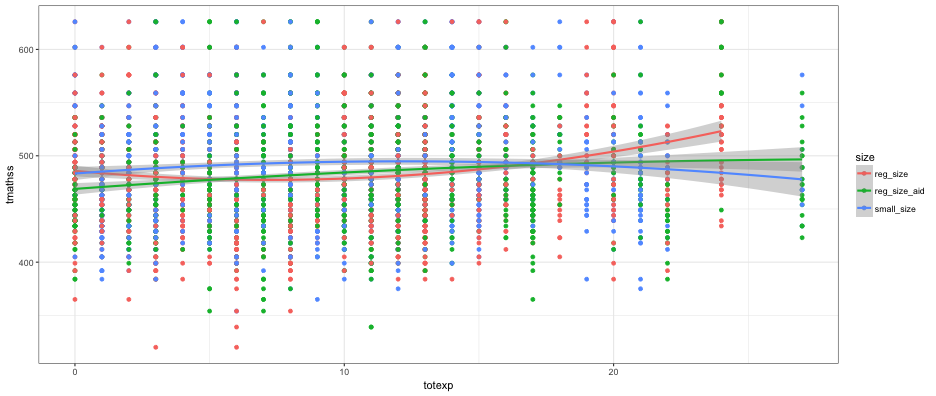 600
500
400
tmathss
0
10
20
totexp
size
reg_size
reg_size_aid
small_size